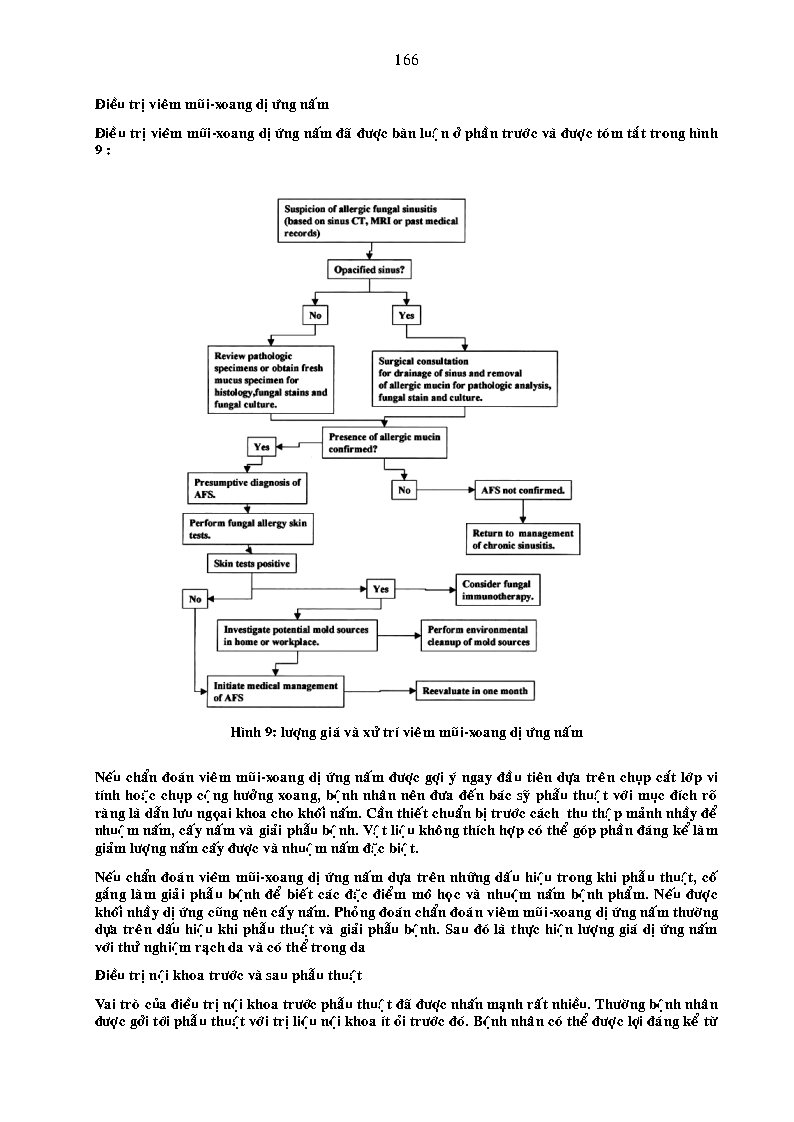 166
Điều trị viêm mũi-xoang dị ứng nấm
Điều trị viêm mũi-xoang dị ứng nấm đã được bàn luận ở phần trước và được tóm tắt trong hình
9 :
Suspicion of allergic fungal sinusitis
(based on sinus CT, MRI or past medical
records)
Opacified sinus?
No
Yes
Review pathologic
specimens or obtain fresh
mucus specimen for
histology,fungal stains and
fungal culture.
Surgical consultation
for drainage of sinus and removal
of allergic mucin for pathologic analysis,
fungal stain and culture.
Presence of allergic mucin
confirmed?
Yes
No
AFS not confirmed.
Presumptive diagnosis of
AFS.
Return to management
of chronic sinusitis.
Perform fungal allergy skin
tests.
Skin tests positive
No
Yes
Consider fungal
immunotherapy.
Investigate potential mold sources
in home or workplace.
Perform environmental
cleanup of mold sources
Initiate medical management
of AFS
Reevaluate in one month
Hình 9: lượng giá và xử trí viêm mũi-xoang dị ứng nấm
Nếu chẩn đoán viêm mũi-xoang dị ứng nấm được gợi ý ngay đầu tiên dựa trên chụp cắt lớp vi
tính hoặc chụp cộng hưởng xoang, bệnh nhân nên đưa đến bác sỹ phẫu thuật với mục đích rõ
ràng là dẫn lưu ngọai khoa cho khối nấm. Cần thiết chuẩn bị trước cách thu thập mảnh nhầy để
nhuộm nấm, cấy nấm và giải phẫu bệnh. Vật liệu không thích hợp có thể góp phần đáng kể làm
giảm lượng nấm cấy được và nhuộm nấm đặc biệt.
Nếu chẩn đoán viêm mũi-xoang dị ứng nấm dựa trên những dấu hiệu trong khi phẫu thuật, cố
gắng làm giải phẫu bệnh để biết các đặc điểm mô học và nhuộm nấm bệnh phẩm. Nếu được
khối nhầy dị ứng cũng nên cấy nấm. Phỏng đoán chẩn đoán viêm mũi-xoang dị ứng nấm thường
dựa trên dấu hiệu khi phẫu thuật và giải phẫu bệnh. Sau đó là thực hiện lượng giá dị ứng nấm
với thử nghiệm rạch da và có thể trong da
Điều trị nội khoa trước và sau phẫu thuật
Vai trò của điều trị nội khoa trước phẫu thuật đã được nhấn mạnh rất nhiều. Thường bệnh nhân
được gởi tới phẫu thuật với trị liệu nội khoa ít ỏi trước đó. Bệnh nhân có thể được lợi đáng kể từ